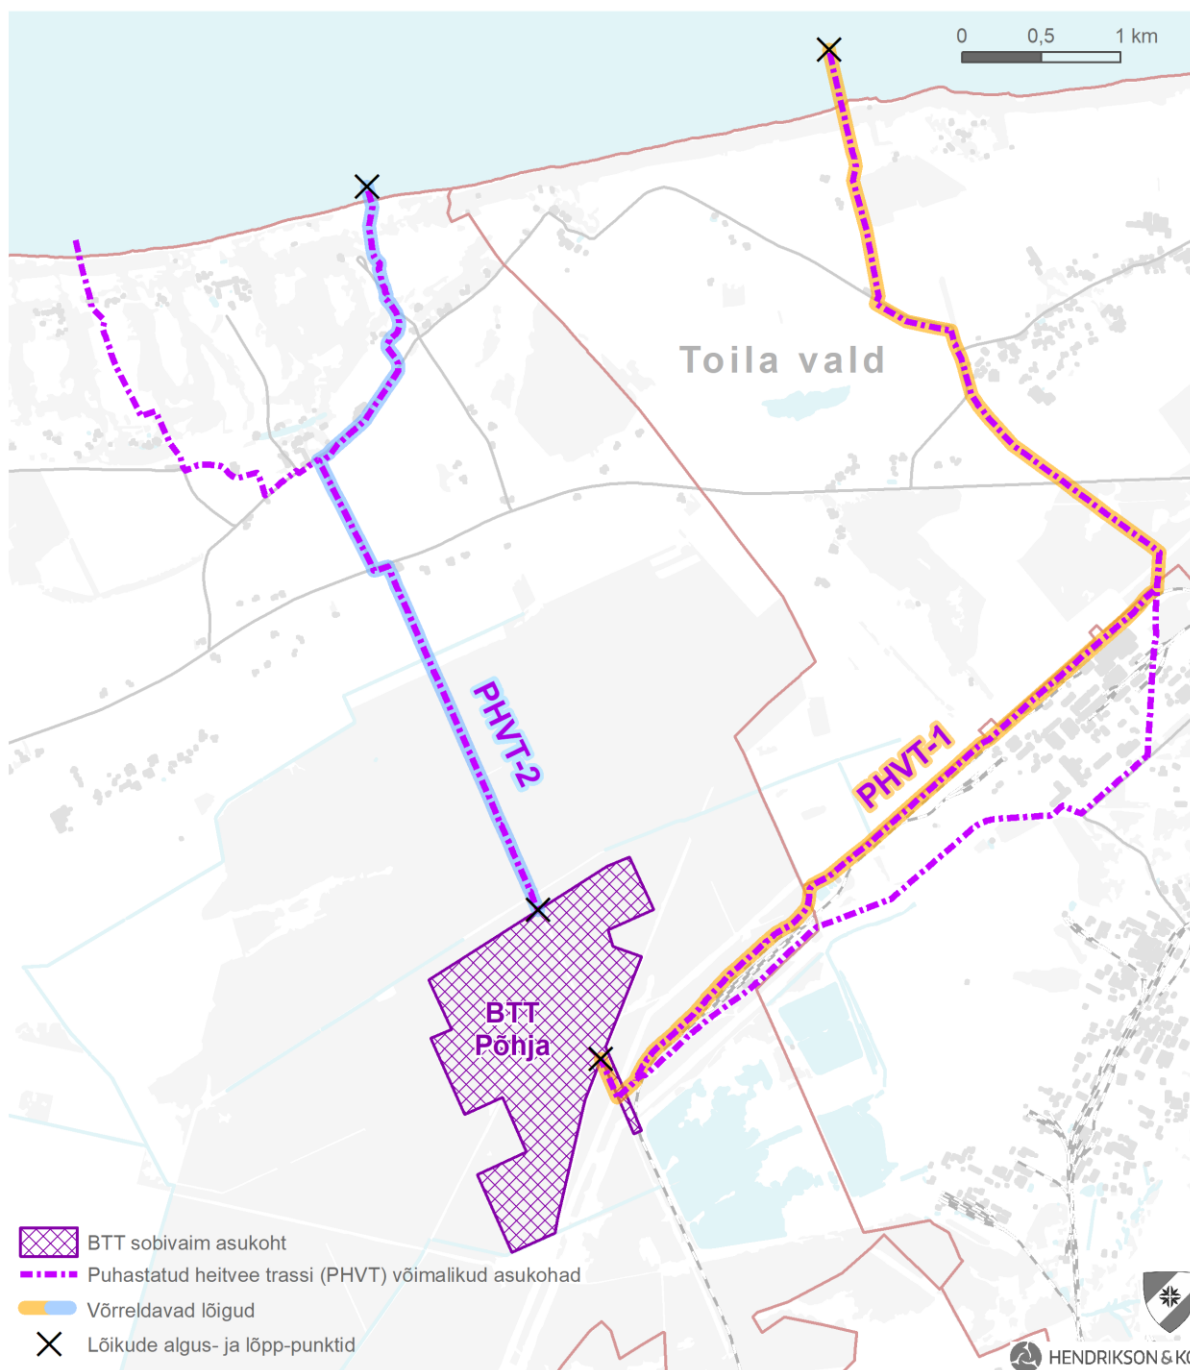 0 0,5 1 km
Toila vald
PHVT-2
PHVT-1
BTT
Põhja
BTT sobivaim asukoht
Puhastatud heitvee trassi (PHVT) võimalikud asukohad
Võrreldavad lõigud
Lõikude algus- ja lõpp-punktid
HENDRIKSON & KO